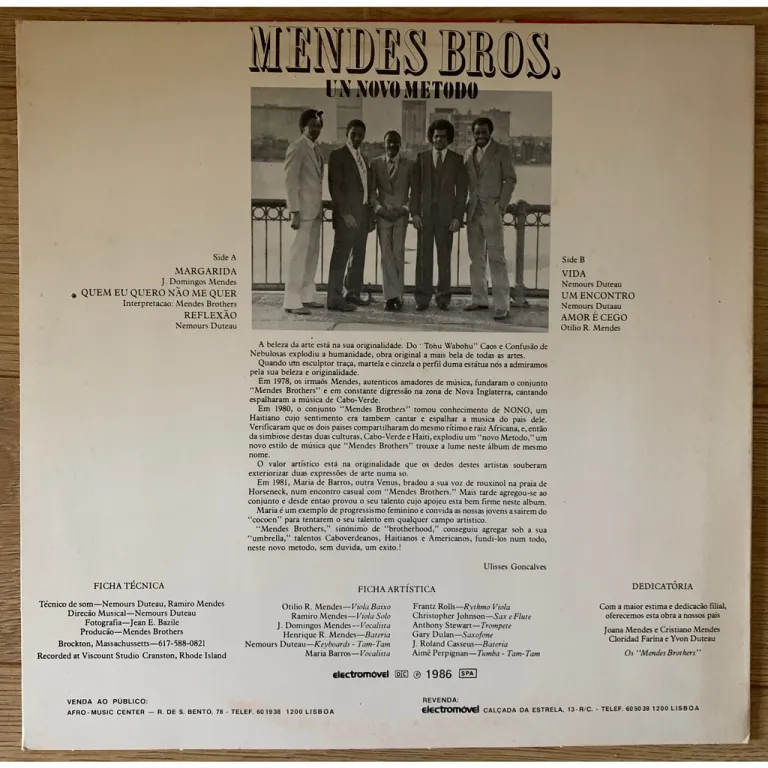 MENDES BROS.
UN NOVO METODO
Side A
MARGARIDA
J. Domingos Mendes
QUEM EU QUERO NÃO ME QUER
Interpretacao: Mendes Brothers
REFLEXÃO
Nemours Duteau
Side B
VIDA
Nemours Duteau
UM ENCONTRO
Nemours Dutaau
AMOR É CEGO
Otilio R. Mendes
A beleza da arte está na sua originalidade. Do "Tohu Wabohu" Caos e Confusão de
Nebulosas explodiu a humanidade, obra original a mais bela de todas as artes.
Quando um esculptor traça, martela e cinzela o perfil duma estátua nós a admiramos
pela sua beleza e originalidade.
Em 1978, os irmãos Mendes, autenticos amadores de música, fundaram o conjunto
"Mendes Brothers" e em constante digressão na zona de Nova Inglaterra, cantando
espalharam a música de Cabo-Verde.
Em 1980, o conjunto "Mendes Brothers" tomou conhecimento de NONO, um
Haitiano cujo sentimento era tambem cantar e espalhar a musica do pais dele.
Verificaram que os dois paises compartilharam do mesmo ritimo e raiz Africana, e, então
da simbiose destas duas culturas, Cabo-Verde e Haiti, explodiu um "novo Metodo," um
novo estilo de música que "Mendes Brothers" trouxe a lume neste álbum de mesmo
nome.
O valor artístico está na originalidade que os dedos destes artistas souberam
exteriorizar duas expressões de arte numa so.
Em 1981, Maria de Barros, outra Venus, bradou a sua voz de rouxinol na praia de
Horseneck, num encontro casual com "Mendes Brothers." Mais tarde agregou-se ao
conjunto e desde entao provou o seu talento cujo apojeu esta bem firme neste album.
Maria é um exemplo de progressismo feminino e convida as nossas jovens a sairem do
"cocoen" para tentarem o seu talento em qualquer campo artistico.
"Mendes Brothers," sinónimo de "brotherhood," conseguiu agregar sob a sua
"umbrella," talentos Caboverdeanos, Haitianos e Americanos, fundi-los num todo,
neste novo metodo, sem duvida, um exito.!
Ulisses Goncalves
FICHA TÉCNICA
Técnico de som—Nemours Duteau, Ramiro Mendes
Direcão Musical—Nemours Duteau
Fotografia—Jean E. Bazile
Producão—Mendes Brothers
Brockton, Massachussetts—617-588-0821
Recorded at Viscount Studio Cranston, Rhode Island
FICHA ARTÍSTICA
Otilio R. Mendes—Viola Baixo
Ramiro Mendes—Viola Solo
J. Domingos Mendes—Vocalista
Henrique R. Mendes—Bateria
Nemours Duteau—Keyboards - Tam-Tam
Maria Barros—Vocalista
Frantz Rolls—Rythmo Viola
Christopher Johnson—Sax e Flute
Anthony Stewart—Trompete
Gary Dulan—Saxofone
J. Roland Casseus—Bateria
Aimé Perpignan—Tumba - Tam-Tam
DEDICATÓRIA
Com a maior estima e dedicacão filial,
oferecemos esta obra a nossos pais
Joana Mendes e Cristiano Mendes
Cloridad Farina e Yvon Duteau
Os "Mendes Brothers"
electromóvel ℗ 1986 SPA
VENDA AO PÚBLICO:
AFRO-MUSIC CENTER — R. DE S. BENTO, 78 - TELEF. 601938 1200 LISBOA
REVENDA:
electromóvel CALÇADA DA ESTRELA, 13-R/C. - TELEF. 605039 1200 LISBOA